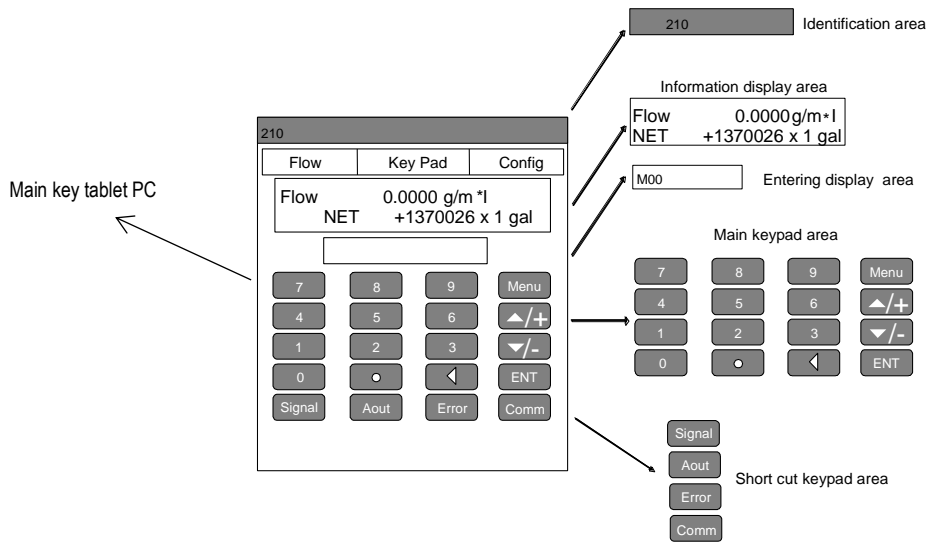 210
Identification area
Information display area
Flow 0.0000g/m*l
NET +1370026 x 1 gal
M00
Entering display area
Main key tablet PC
210
Flow Key Pad Config
Flow 0.0000 g/m *l
NET +1370026 x 1 gal
7 8 9 Menu
4 5 6 ▲/+
1 2 3 ▼/-
0 ENT
Signal Aout Error Comm
Main keypad area
7 8 9 Menu
4 5 6 ▲/+
1 2 3 ▼/-
0 ENT
Signal
Aout
Error
Comm
Short cut keypad area